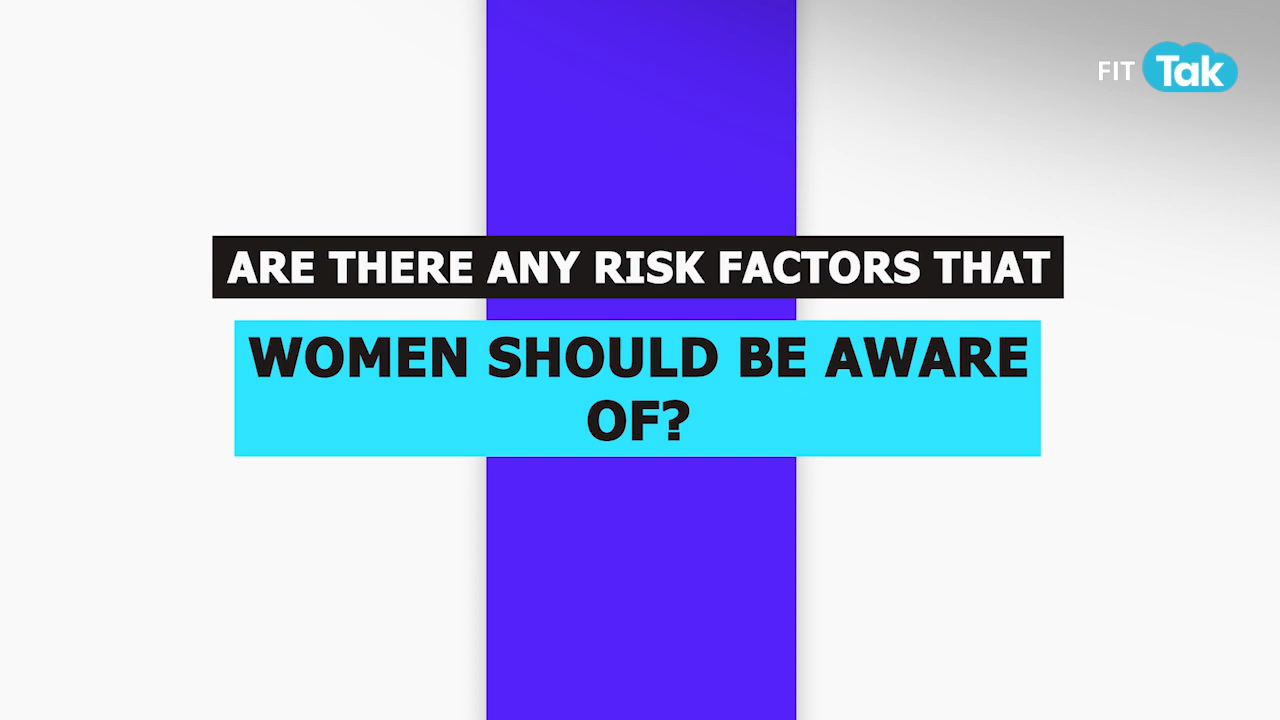 FIT Tak
ARE THERE ANY RISK FACTORS THAT
WOMEN SHOULD BE AWARE
OF?